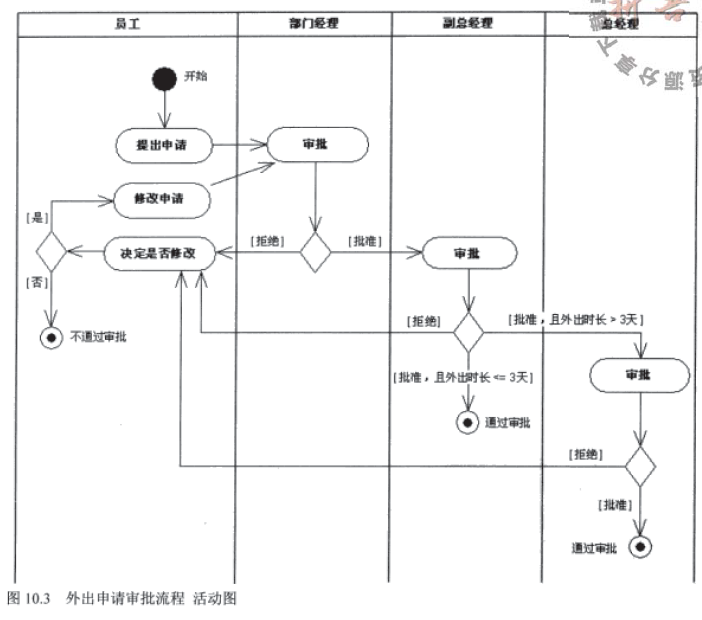 员工 部门经理 副总经理 总经理
开始
提出申请 审批
修改申请
[是]
决定是否修改 [拒绝] [批准] 审批
[否]
不通过审批
[拒绝] [批准，且外出时长 > 3天]
[批准，且外出时长 <= 3天] 审批
通过审批
[拒绝]
[批准]
通过审批
图 10.3 外出申请审批流程 活动图